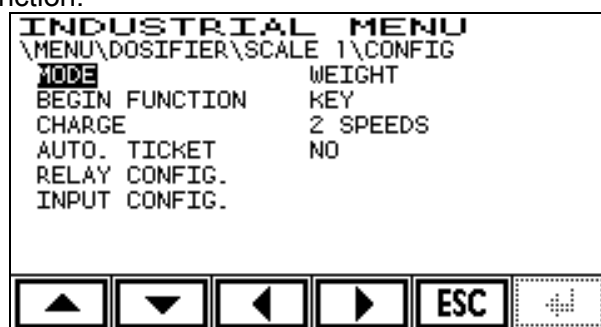 nction:
INDUSTRIAL MENU
\MENU\DOSIFIER\SCALE 1\CONFIG
MODE WEIGHT
BEGIN FUNCTION KEY
CHARGE 2 SPEEDS
AUTO. TICKET NO
RELAY CONFIG.
INPUT CONFIG.
ESC